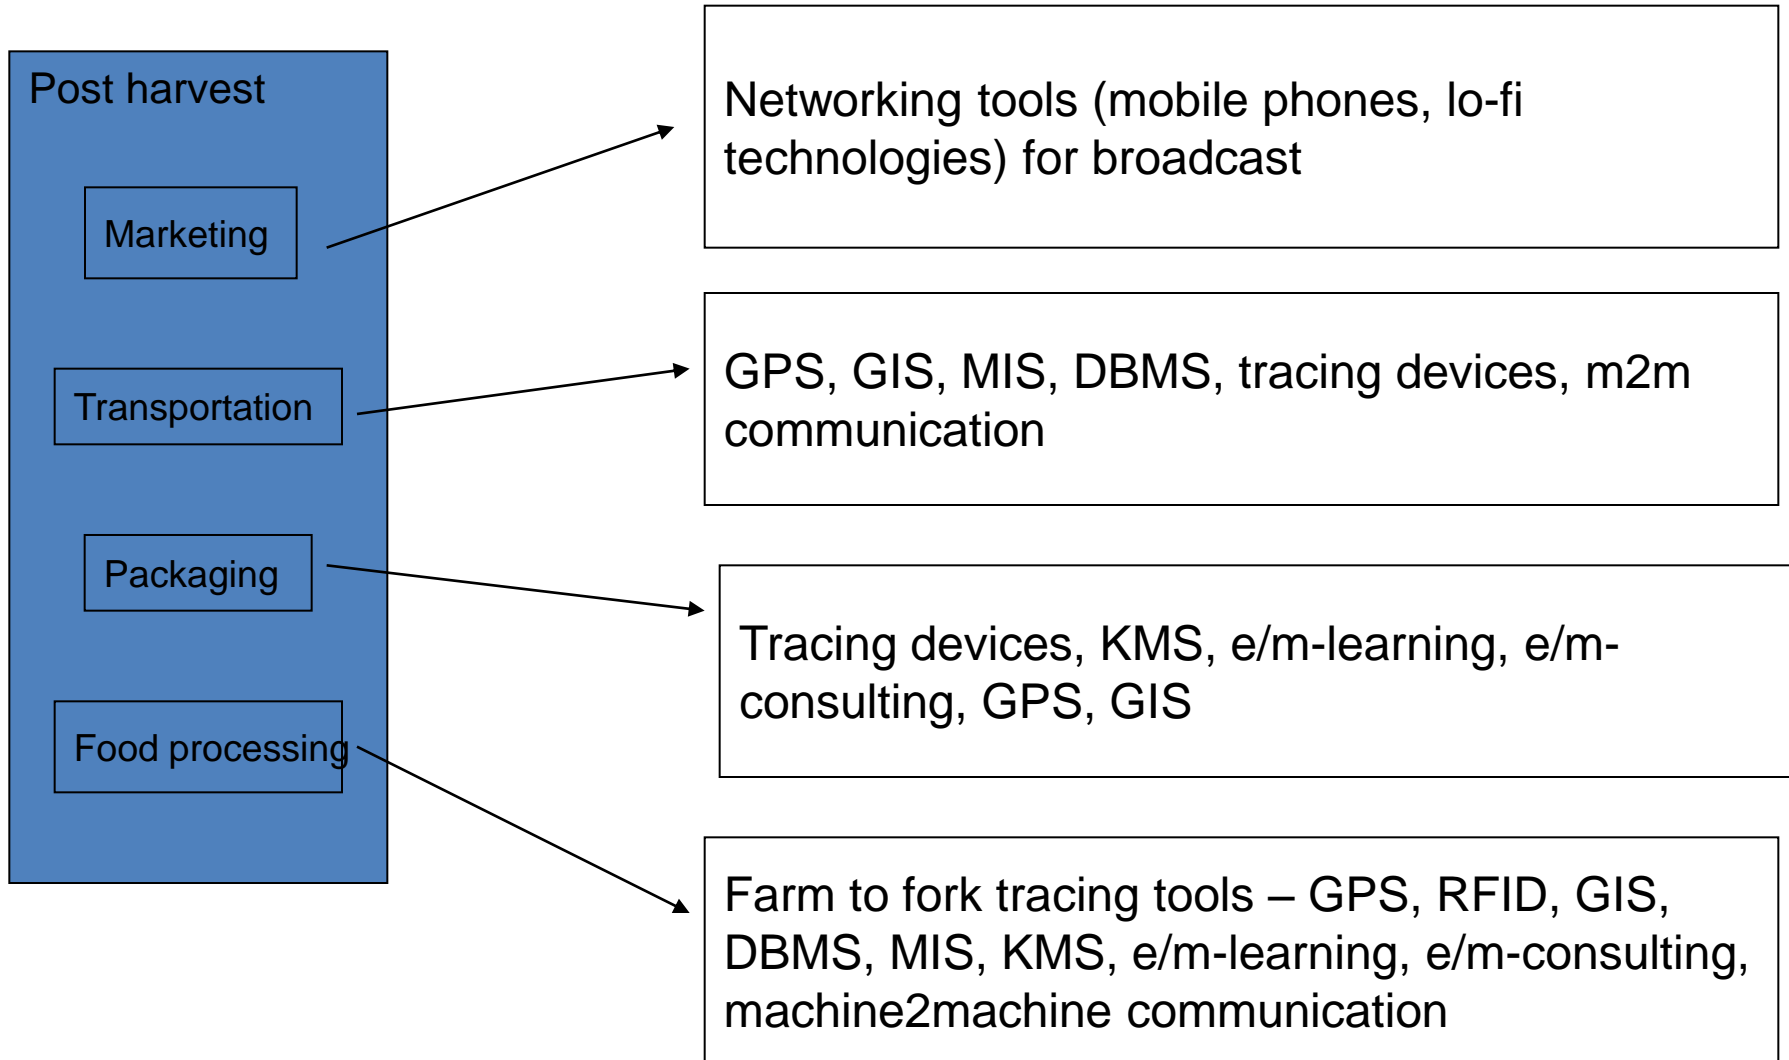 Post harvest
Marketing
Transportation
Packaging
Food processing
Networking tools (mobile phones, lo-fi
technologies) for broadcast
GPS, GIS, MIS, DBMS, tracing devices, m2m
communication
Tracing devices, KMS, e/m-learning, e/m-
consulting, GPS, GIS
Farm to fork tracing tools – GPS, RFID, GIS,
DBMS, MIS, KMS, e/m-learning, e/m-consulting,
machine2machine communication